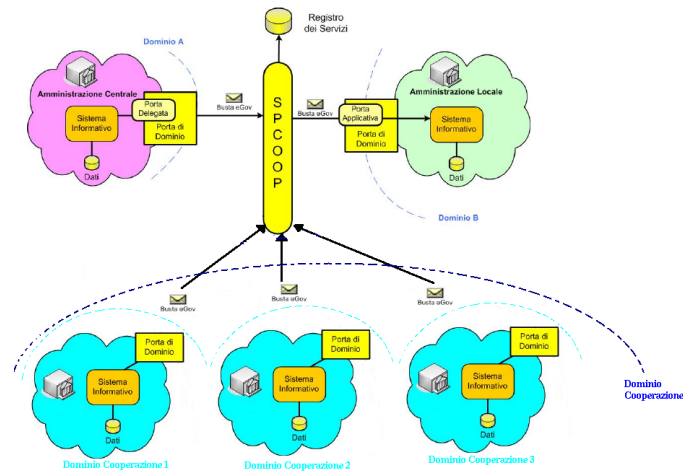 Registro
dei Servizi
Dominio A
Amministrazione Centrale
Porta
Delegata
Sistema
Informativo
Porta di
Dominio
Dati
Busta eGov
SPCOOP
Busta eGov
Amministrazione Locale
Porta
Applicativa
Sistema
Informativo
Porta di
Dominio
Dati
Dominio B
Busta eGov
Busta eGov
Busta eGov
Porta di
Dominio
Sistema
Informativo
Dati
Dominio Cooperazione 1
Porta di
Dominio
Sistema
Informativo
Dati
Dominio Cooperazione 2
Porta di
Dominio
Sistema
Informativo
Dati
Dominio Cooperazione 3
Dominio
Cooperazione